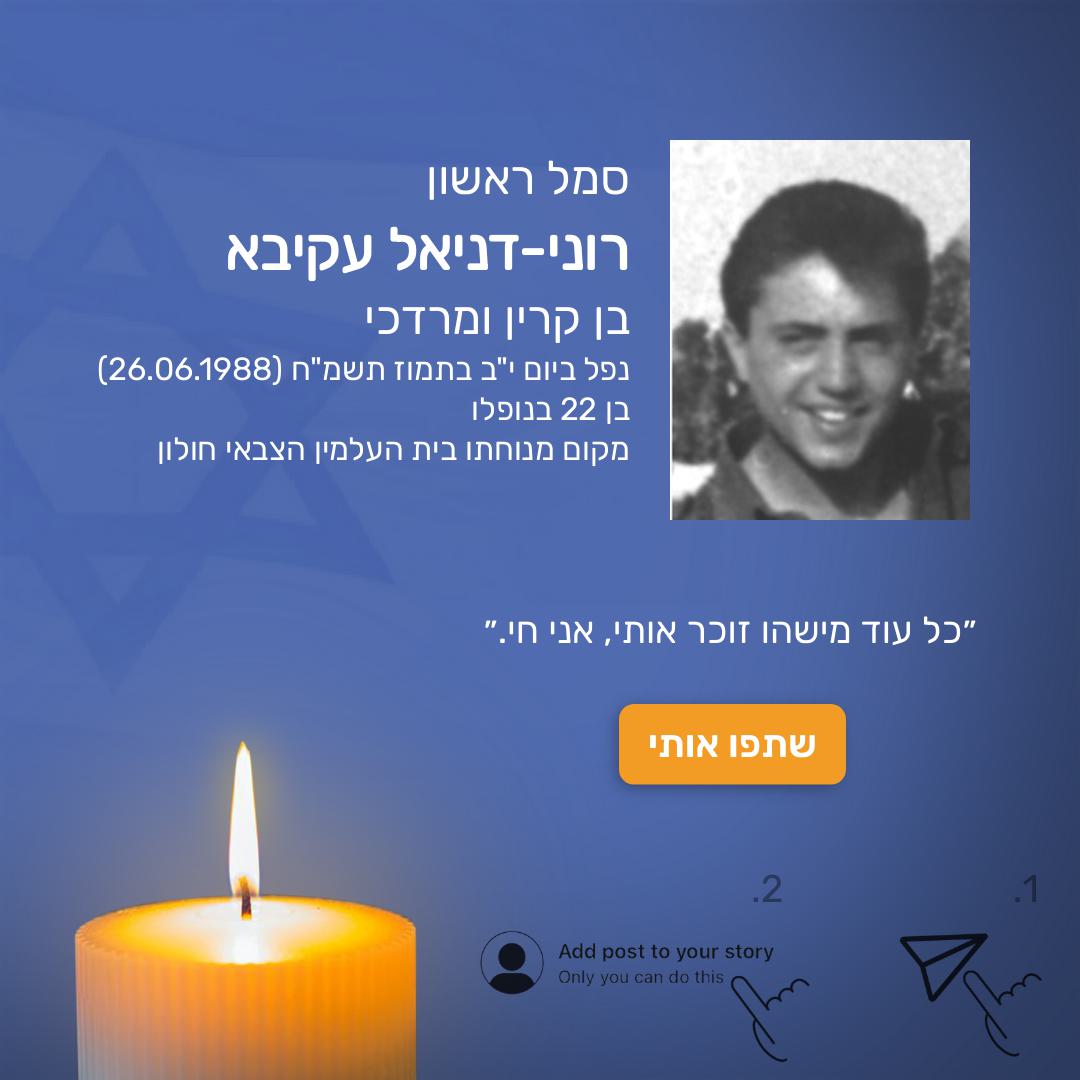 סמל ראשון
רוני-דניאל עקיבא
בן קרין ומרדכי
נפל ביום י"ב בתמוז תשמ"ח (26.06.1988)
בן 22 בנופלו
מקום מנוחתו בית העלמין הצבאי חולון
״כל עוד מישהו זוכר אותי, אני חי.״
שתפו אותי
.1
.2
Add post to your story
Only you can do this